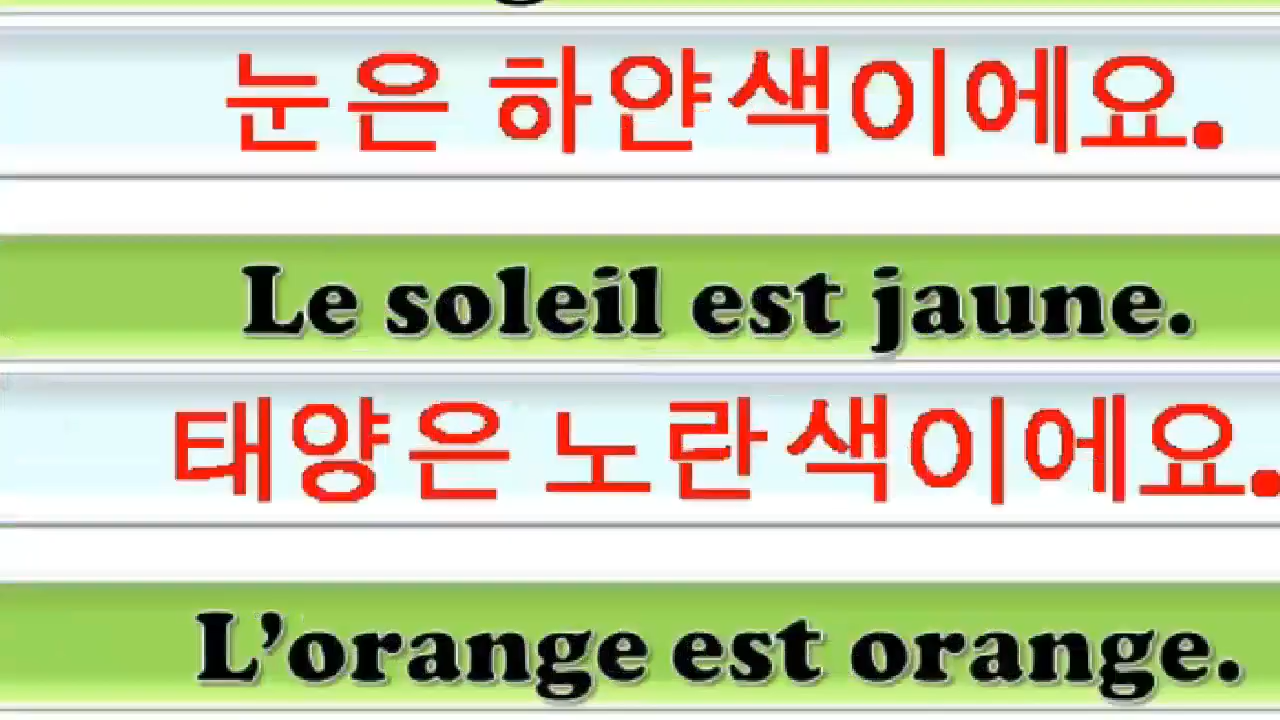 눈은 하얀색이에요.
Le soleil est jaune.
태양은 노란색이에요.
L’orange est orange.